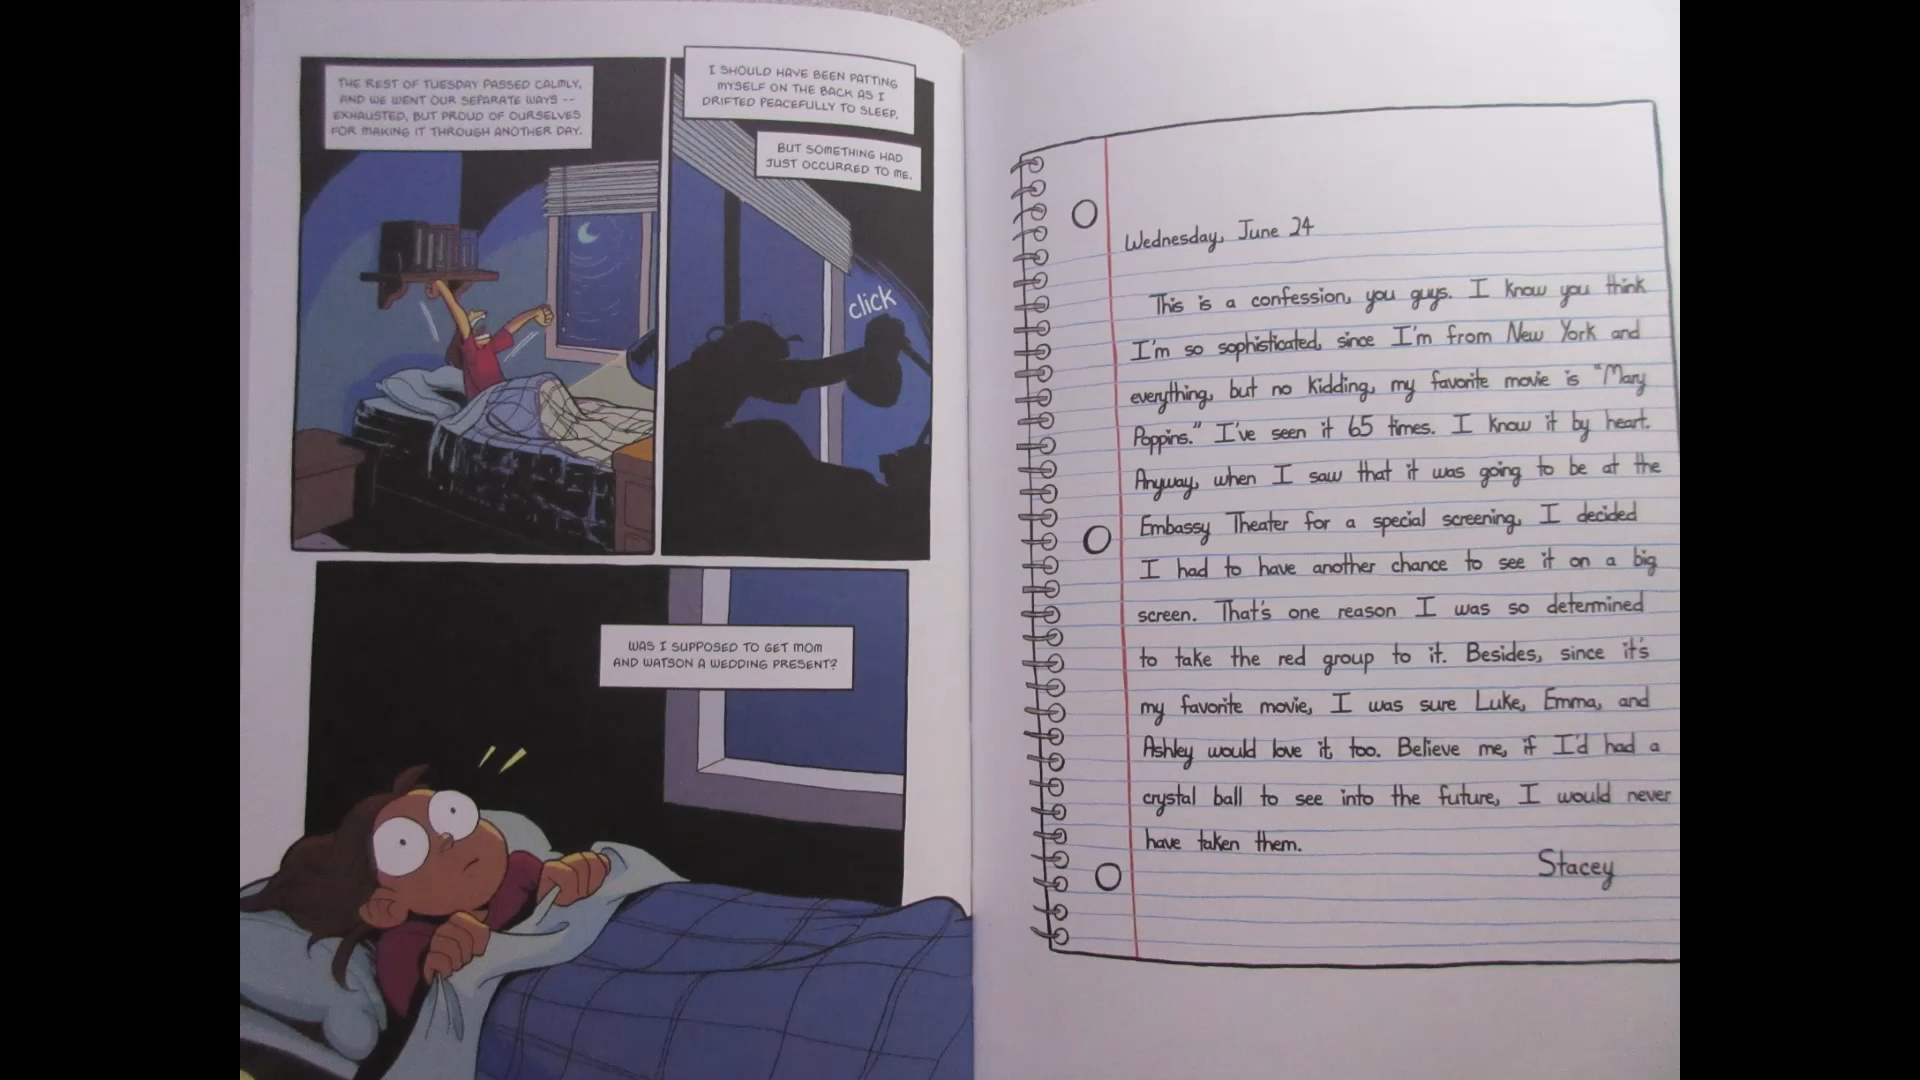 THE REST OF TUESDAY PASSED CALMLY,
AND WE WENT OUR SEPARATE WAYS --
EXHAUSTED, BUT PROUD OF OURSELVES
FOR MAKING IT THROUGH ANOTHER DAY.
I SHOULD HAVE BEEN PATTING
MYSELF ON THE BACK AS I
DRIFTED PEACEFULLY TO SLEEP.
BUT SOMETHING HAD
JUST OCCURRED TO ME.
click
WAS I SUPPOSED TO GET MOM
AND WATSON A WEDDING PRESENT?
Wednesday, June 24
This is a confession, you guys. I know you think
I'm so sophisticated, since I'm from New York and
everything, but no kidding, my favorite movie is "Mary
Poppins." I've seen it 65 times. I know it by heart.
Anyway, when I saw that it was going to be at the
Embassy Theater for a special screening, I decided
I had to have another chance to see it on a big
screen. That's one reason I was so determined
to take the red group to it. Besides, since it's
my favorite movie, I was sure Luke, Emma, and
Ashley would love it, too. Believe me, if I'd had a
crystal ball to see into the future, I would never
have taken them.
Stacey